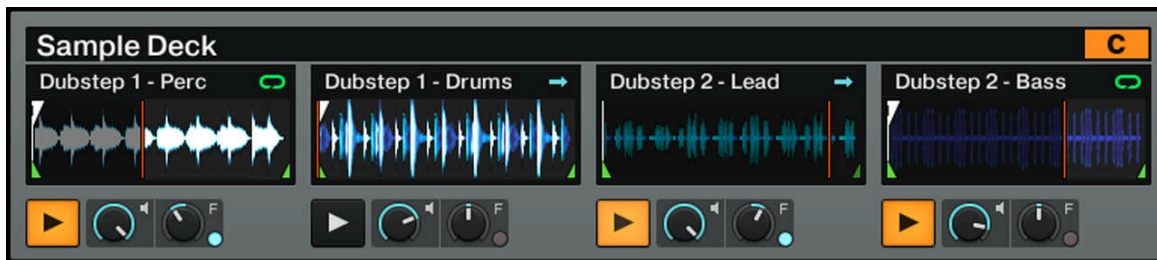 Sample Deck
C
Dubstep 1 - Perc
Dubstep 1 - Drums
Dubstep 2 - Lead
Dubstep 2 - Bass
F
F
F
F